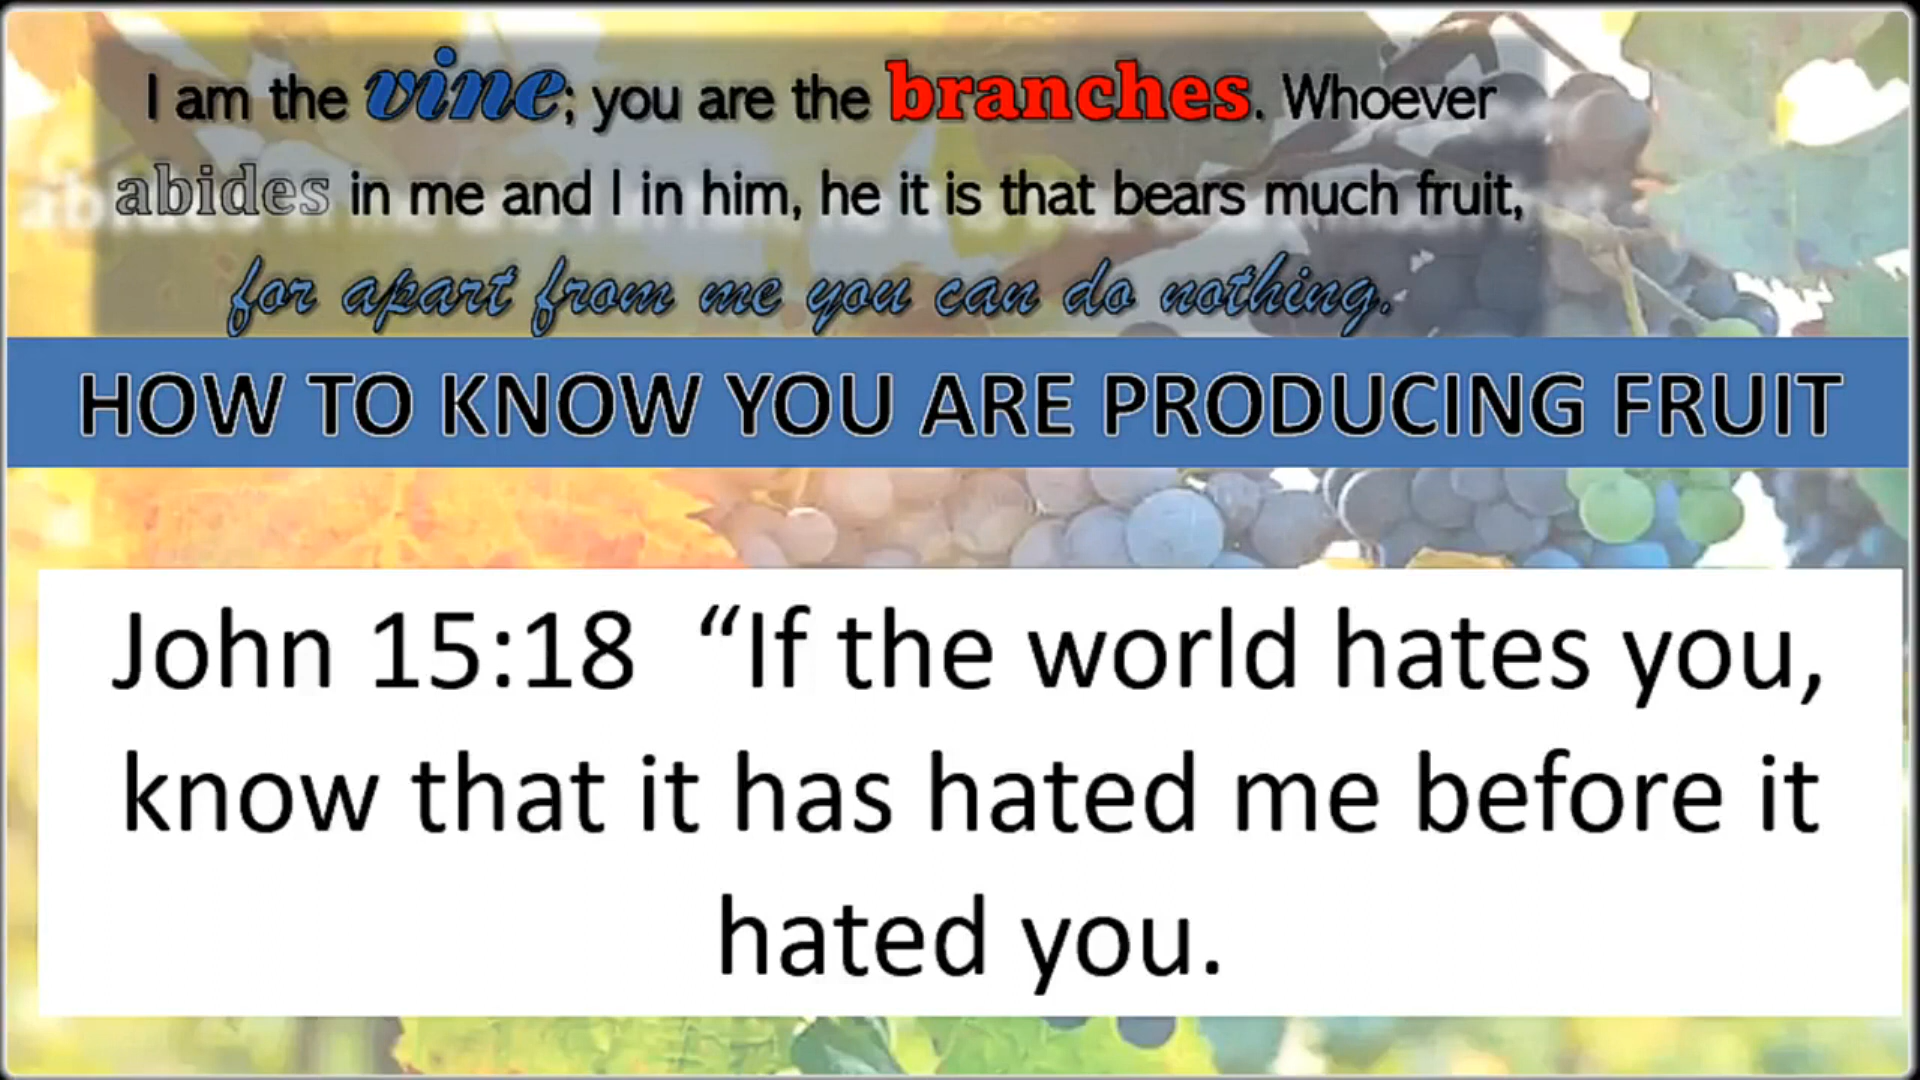 I am the vine; you are the branches. Whoever
abides in me and I in him, he it is that bears much fruit,
for apart from me you can do nothing.
HOW TO KNOW YOU ARE PRODUCING FRUIT
John 15:18 “If the world hates you,
know that it has hated me before it
hated you.